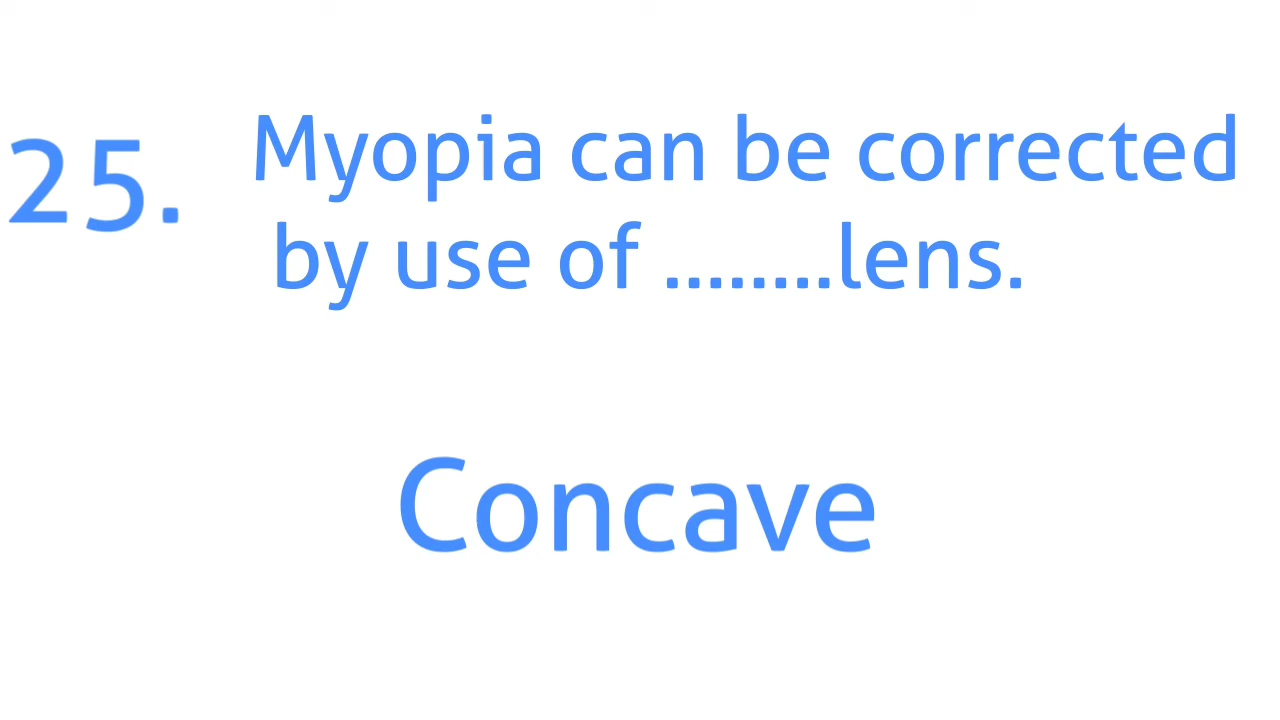 25. Myopia can be corrected
by use of ........lens.
Concave